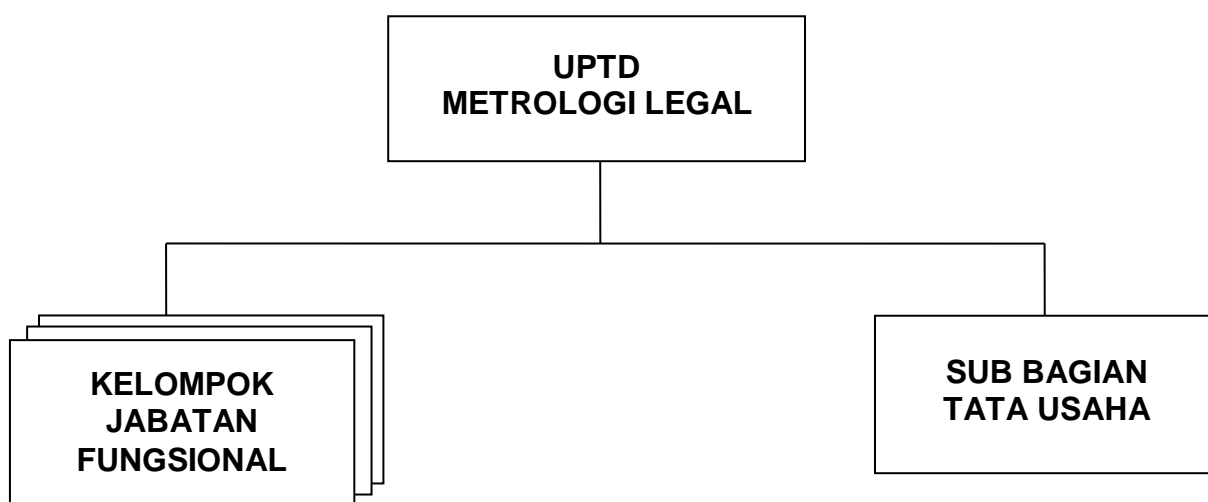 UPTD
METROLOGI LEGAL
KELOMPOK
JABATAN
FUNGSIONAL
SUB BAGIAN
TATA USAHA